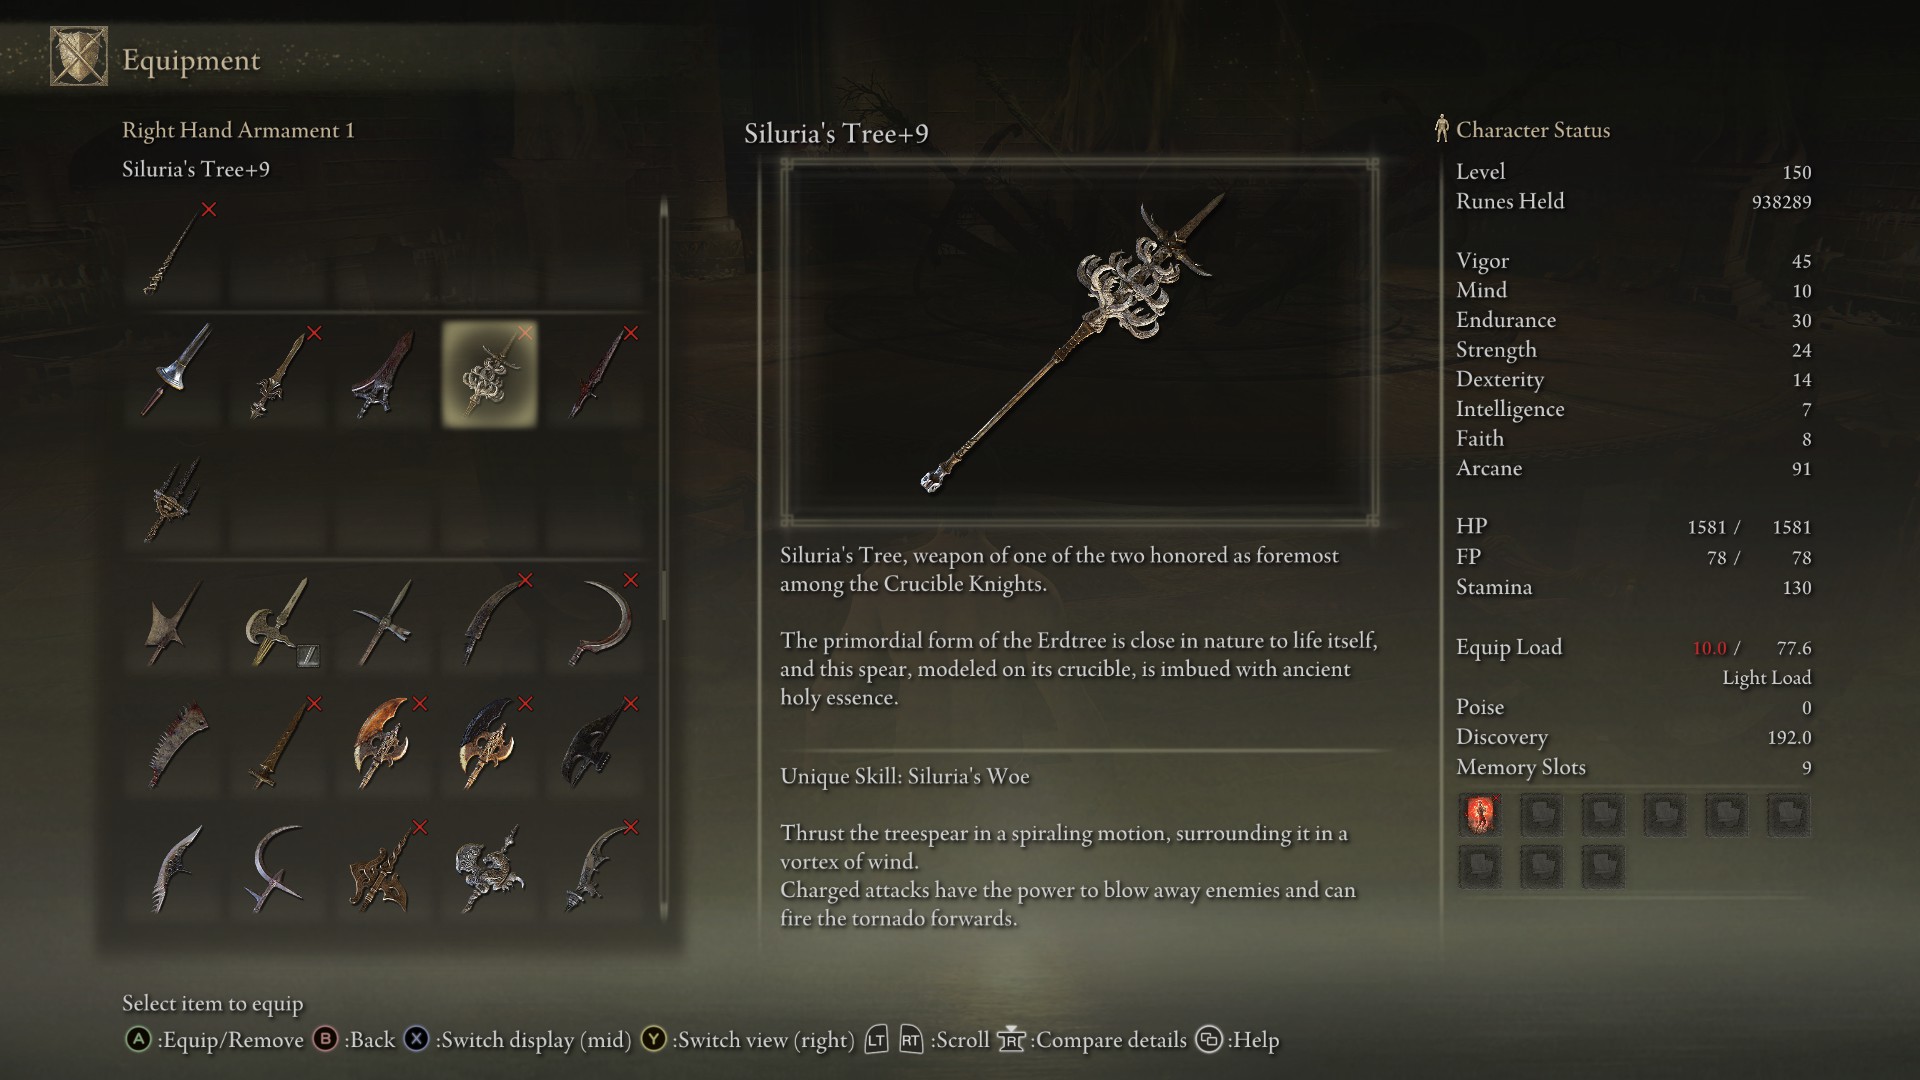 Equipment
Right Hand Armament 1
Siluria's Tree+9
Siluria's Tree+9
Siluria's Tree, weapon of one of the two honored as foremost
among the Crucible Knights.
The primordial form of the Erdtree is close in nature to life itself,
and this spear, modeled on its crucible, is imbued with ancient
holy essence.
Unique Skill: Siluria's Woe
Thrust the treespear in a spiraling motion, surrounding it in a
vortex of wind.
Charged attacks have the power to blow away enemies and can
fire the tornado forwards.
Character Status
Level 150
Runes Held 938289
Vigor 45
Mind 10
Endurance 30
Strength 24
Dexterity 14
Intelligence 7
Faith 8
Arcane 91
HP 1581 / 1581
FP 78 / 78
Stamina 130
Equip Load 10.0 / 77.6
Light Load
Poise 0
Discovery 192.0
Memory Slots 9
Select item to equip
A :Equip/Remove B :Back X :Switch display (mid) Y :Switch view (right) LT RT :Scroll R :Compare details :Help